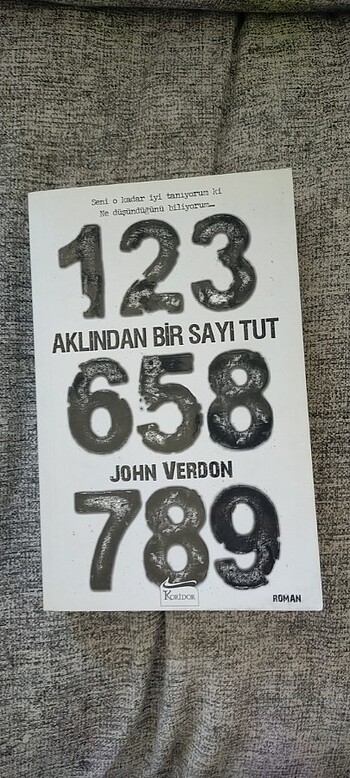 Seni o kadar iyi tanıyorum ki
Ne düşündüğünü biliyorum...
123
AKLINDAN BİR SAYI TUT
658
JOHN VERDON
789
KORİDOR
ROMAN